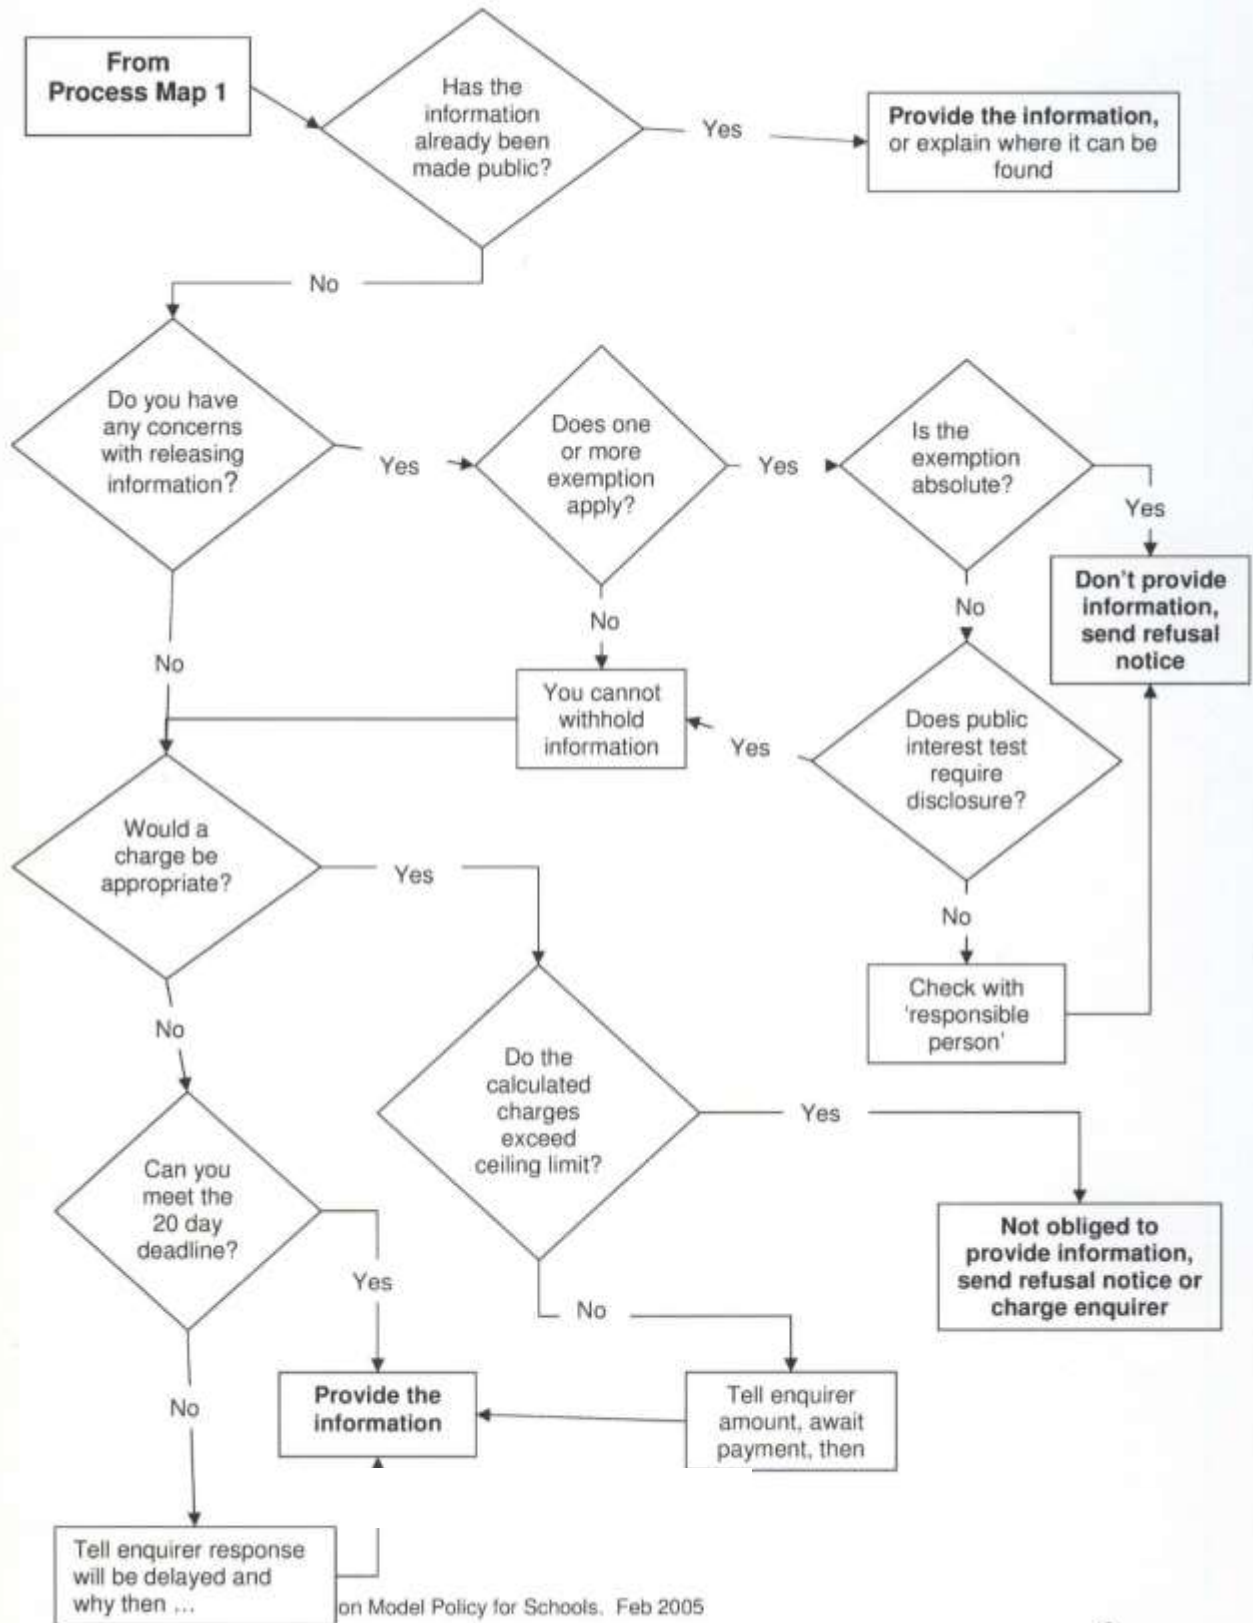 From
Process Map 1
Has the
information
already been
made public?
Yes
Provide the information,
or explain where it can be
found
No
Do you have
any concerns
with releasing
information?
Yes
Does one
or more
exemption
apply?
Yes
Is the
exemption
absolute?
Yes
Don't provide
information,
send refusal
notice
No
No
No
You cannot
withhold
information
Yes
Does public
interest test
require
disclosure?
Would a
charge be
appropriate?
Yes
No
Check with
'responsible
person'
No
Do the
calculated
charges
exceed
ceiling limit?
Yes
Can you
meet the
20 day
deadline?
Yes
No
Not obliged to
provide information,
send refusal notice or
charge enquirer
No
Provide the
information
Tell enquirer
amount, await
payment, then
Tell enquirer response
will be delayed and
why then ...
on Model Policy for Schools. Feb 2005